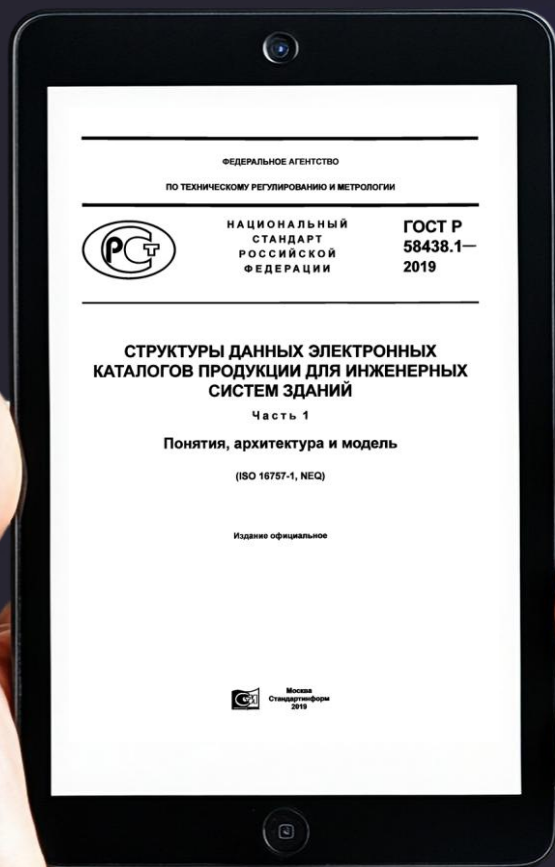 ФЕДЕРАЛЬНОЕ АГЕНТСТВО
ПО ТЕХНИЧЕСКОМУ РЕГУЛИРОВАНИЮ И МЕТРОЛОГИИ
РСТ
НАЦИОНАЛЬНЫЙ
СТАНДАРТ
РОССИЙСКОЙ
ФЕДЕРАЦИИ
ГОСТ Р
58438.1—
2019
СТРУКТУРЫ ДАННЫХ ЭЛЕКТРОННЫХ
КАТАЛОГОВ ПРОДУКЦИИ ДЛЯ ИНЖЕНЕРНЫХ
СИСТЕМ ЗДАНИЙ
Часть 1
Понятия, архитектура и модель
(ISO 16757-1, NEQ)
Издание официальное
Москва
Стандартинформ
2019